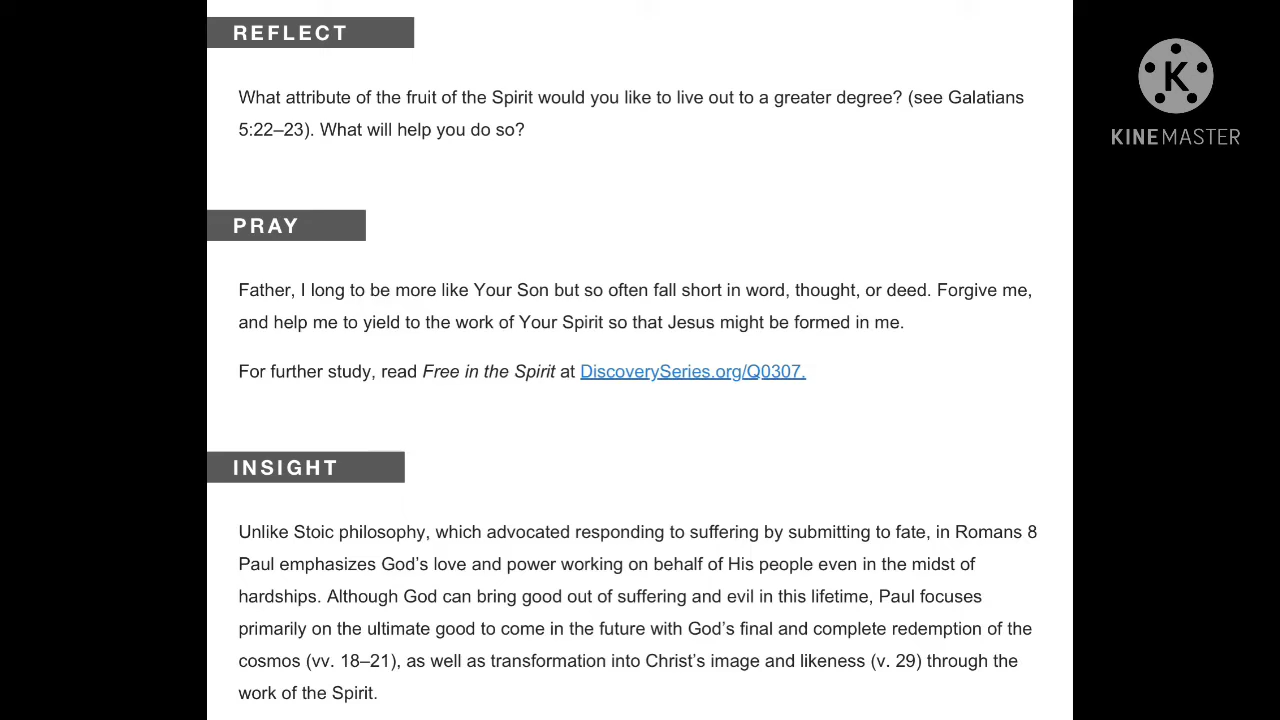 REFLECT
What attribute of the fruit of the Spirit would you like to live out to a greater degree? (see Galatians
5:22–23). What will help you do so?
PRAY
Father, I long to be more like Your Son but so often fall short in word, thought, or deed. Forgive me,
and help me to yield to the work of Your Spirit so that Jesus might be formed in me.
For further study, read Free in the Spirit at DiscoverySeries.org/Q0307.
INSIGHT
Unlike Stoic philosophy, which advocated responding to suffering by submitting to fate, in Romans 8
Paul emphasizes God’s love and power working on behalf of His people even in the midst of
hardships. Although God can bring good out of suffering and evil in this lifetime, Paul focuses
primarily on the ultimate good to come in the future with God’s final and complete redemption of the
cosmos (vv. 18–21), as well as transformation into Christ’s image and likeness (v. 29) through the
work of the Spirit.
K
KINEMASTER